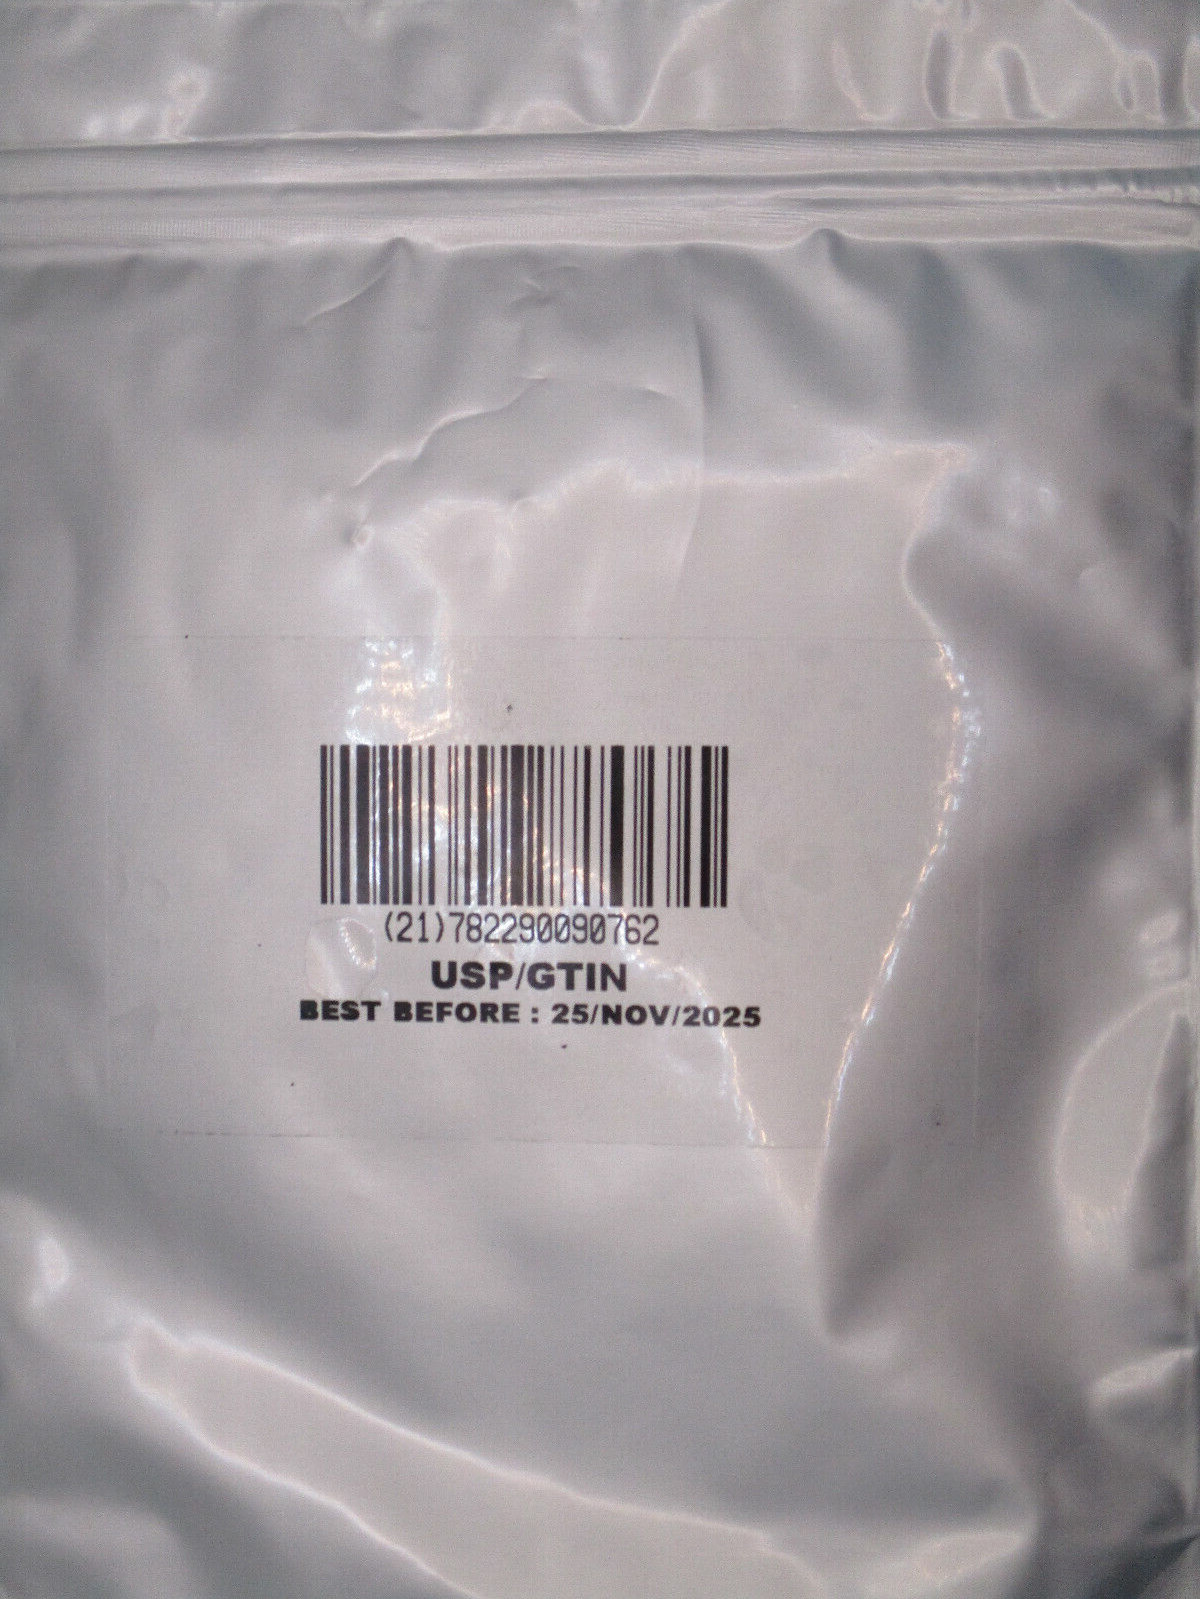 (21)782290090762
USP/GTIN
BEST BEFORE : 25/NOV/2025